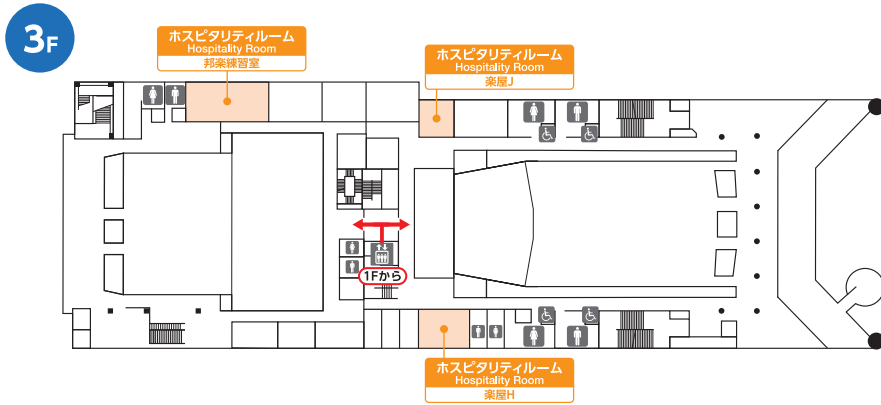 3F
ホスピタリティルーム
Hospitality Room
邦楽練習室
ホスピタリティルーム
Hospitality Room
楽屋J
1Fから
ホスピタリティルーム
Hospitality Room
楽屋H